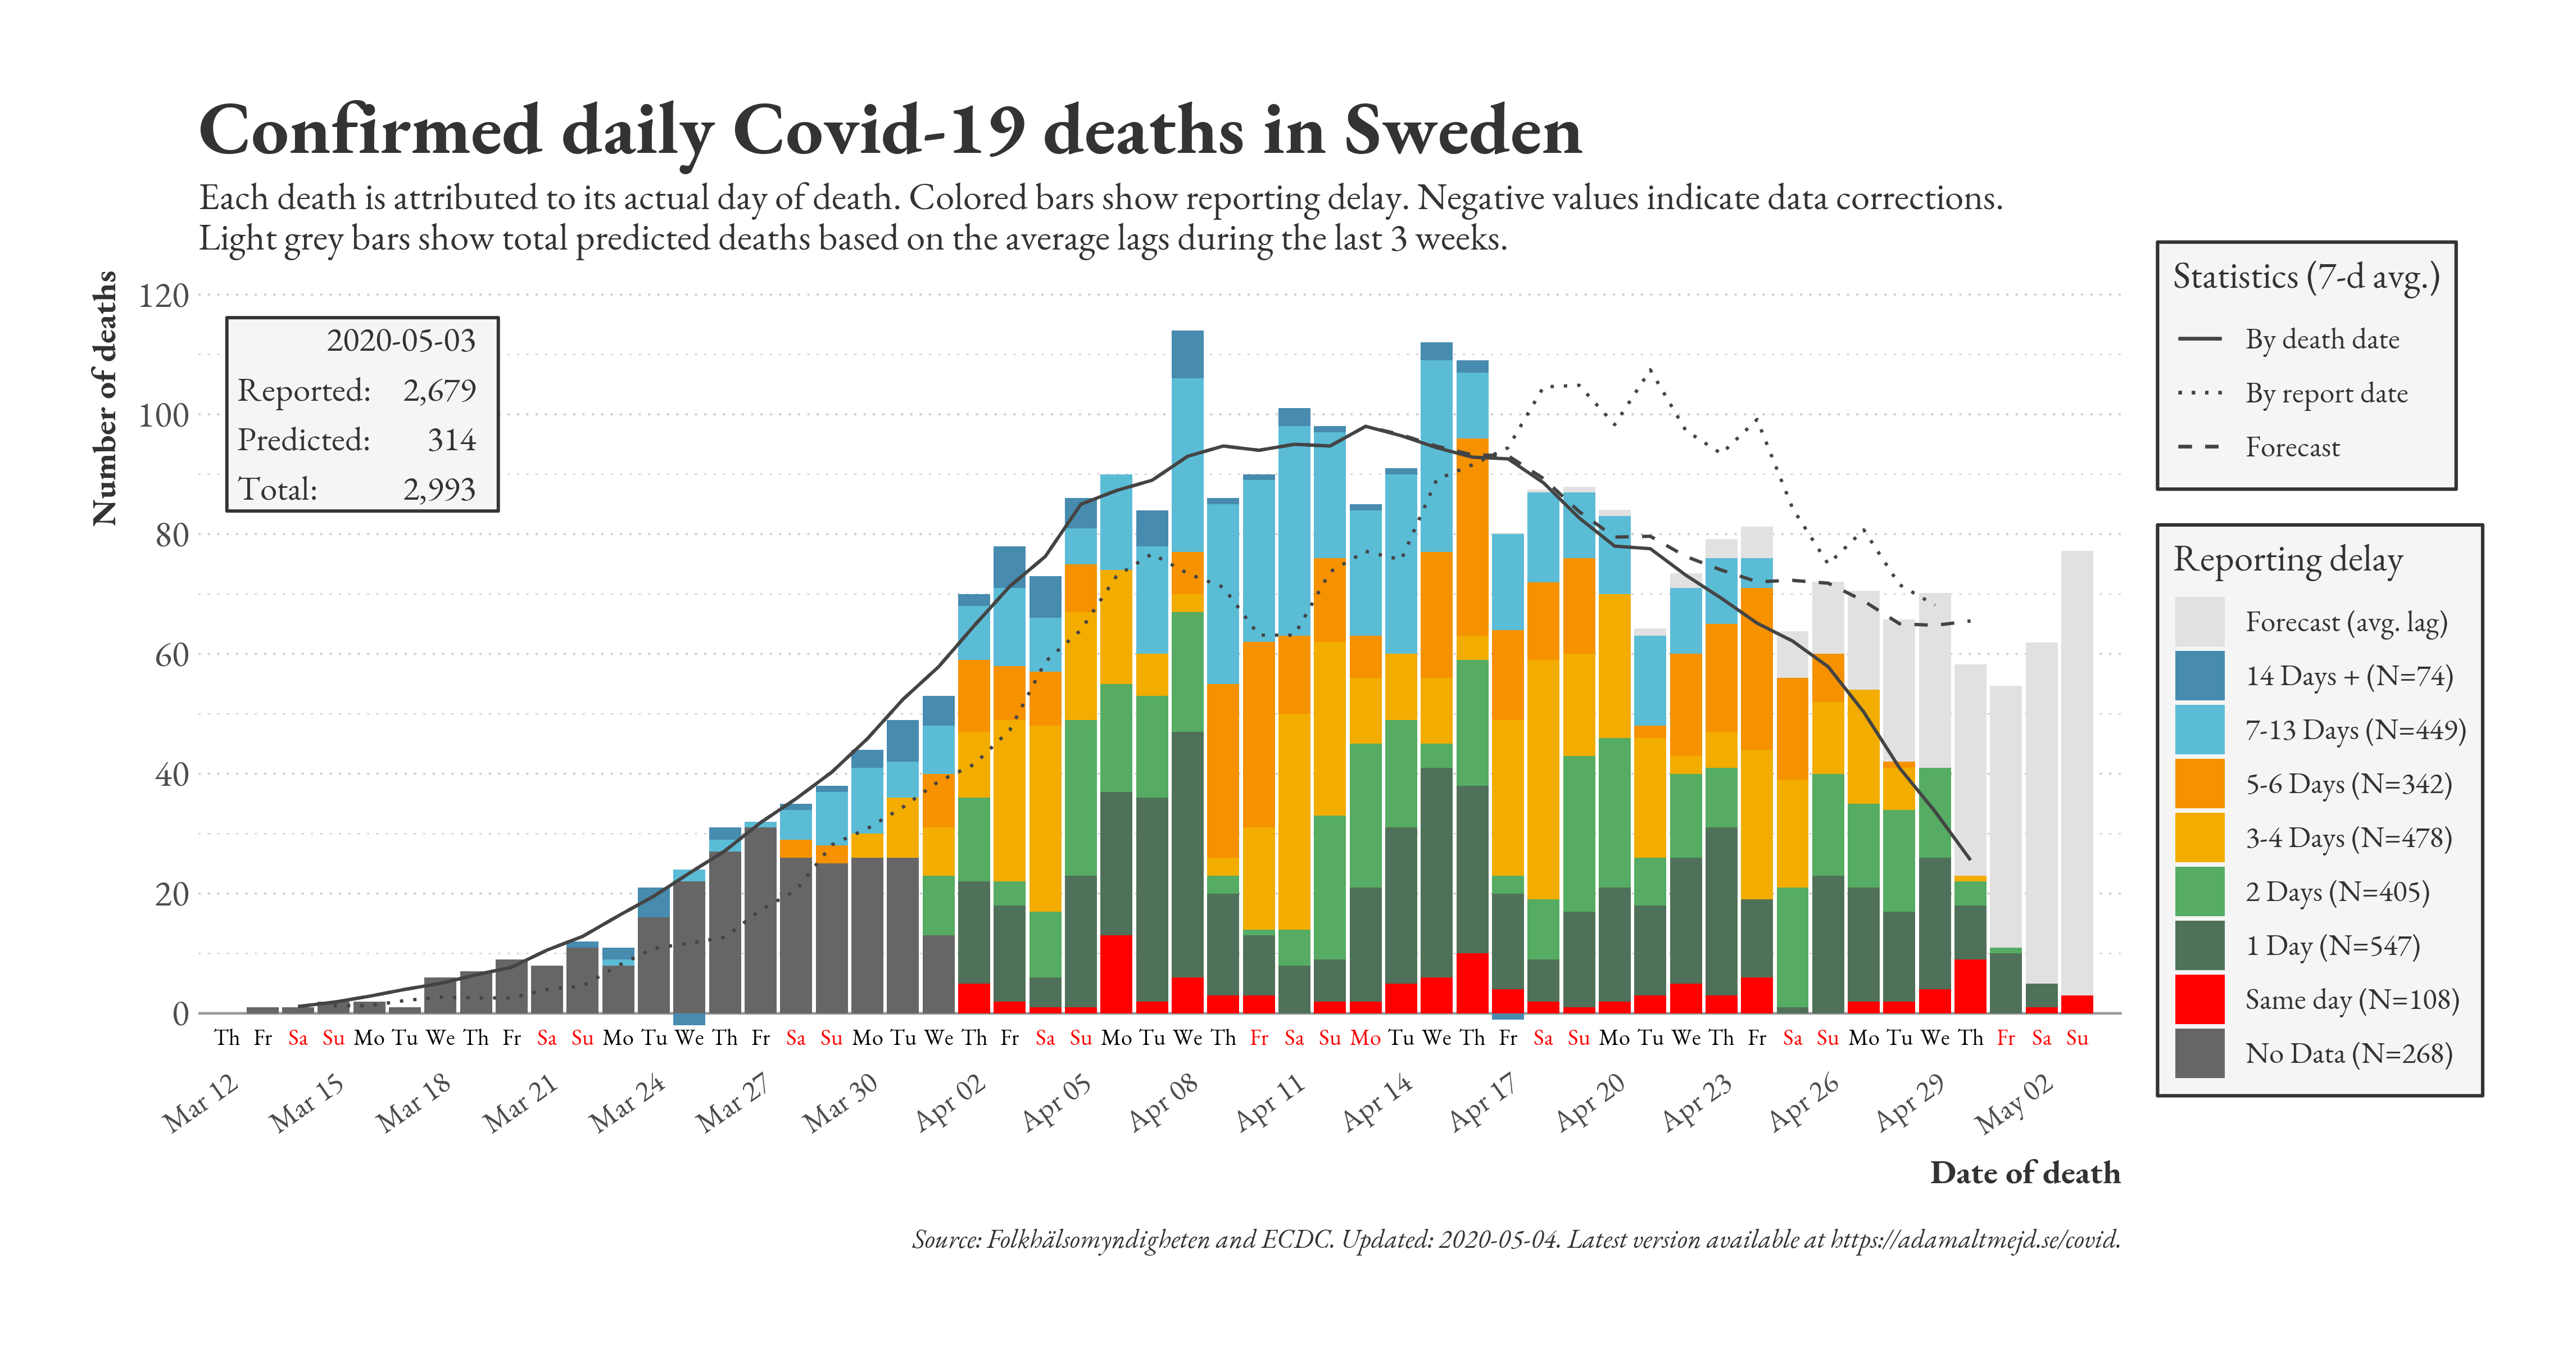 Confirmed daily Covid-19 deaths in Sweden
Each death is attributed to its actual day of death. Colored bars show reporting delay. Negative values indicate data corrections.
Light grey bars show total predicted deaths based on the average lags during the last 3 weeks.
Number of deaths
120
100
80
60
40
20
0
2020-05-03
Reported: 2,679
Predicted: 314
Total: 2,993
Th Fr Sa Su Mo Tu We Th Fr Sa Su Mo Tu We Th Fr Sa Su Mo Tu We Th Fr Sa Su Mo Tu We Th Fr Sa Su Mo Tu We Th Fr Sa Su Mo Tu We Th Fr Sa Su Mo Tu We Th Fr Sa Su
Mar 12 Mar 15 Mar 18 Mar 21 Mar 24 Mar 27 Mar 30 Apr 02 Apr 05 Apr 08 Apr 11 Apr 14 Apr 17 Apr 20 Apr 23 Apr 26 Apr 29 May 02
Date of death
Statistics (7-d avg.)
By death date
By report date
Forecast
Reporting delay
Forecast (avg. lag)
14 Days + (N=74)
7-13 Days (N=449)
5-6 Days (N=342)
3-4 Days (N=478)
2 Days (N=405)
1 Day (N=547)
Same day (N=108)
No Data (N=268)
Source: Folkhälsomyndigheten and ECDC. Updated: 2020-05-04. Latest version available at https://adamaltmejd.se/covid.